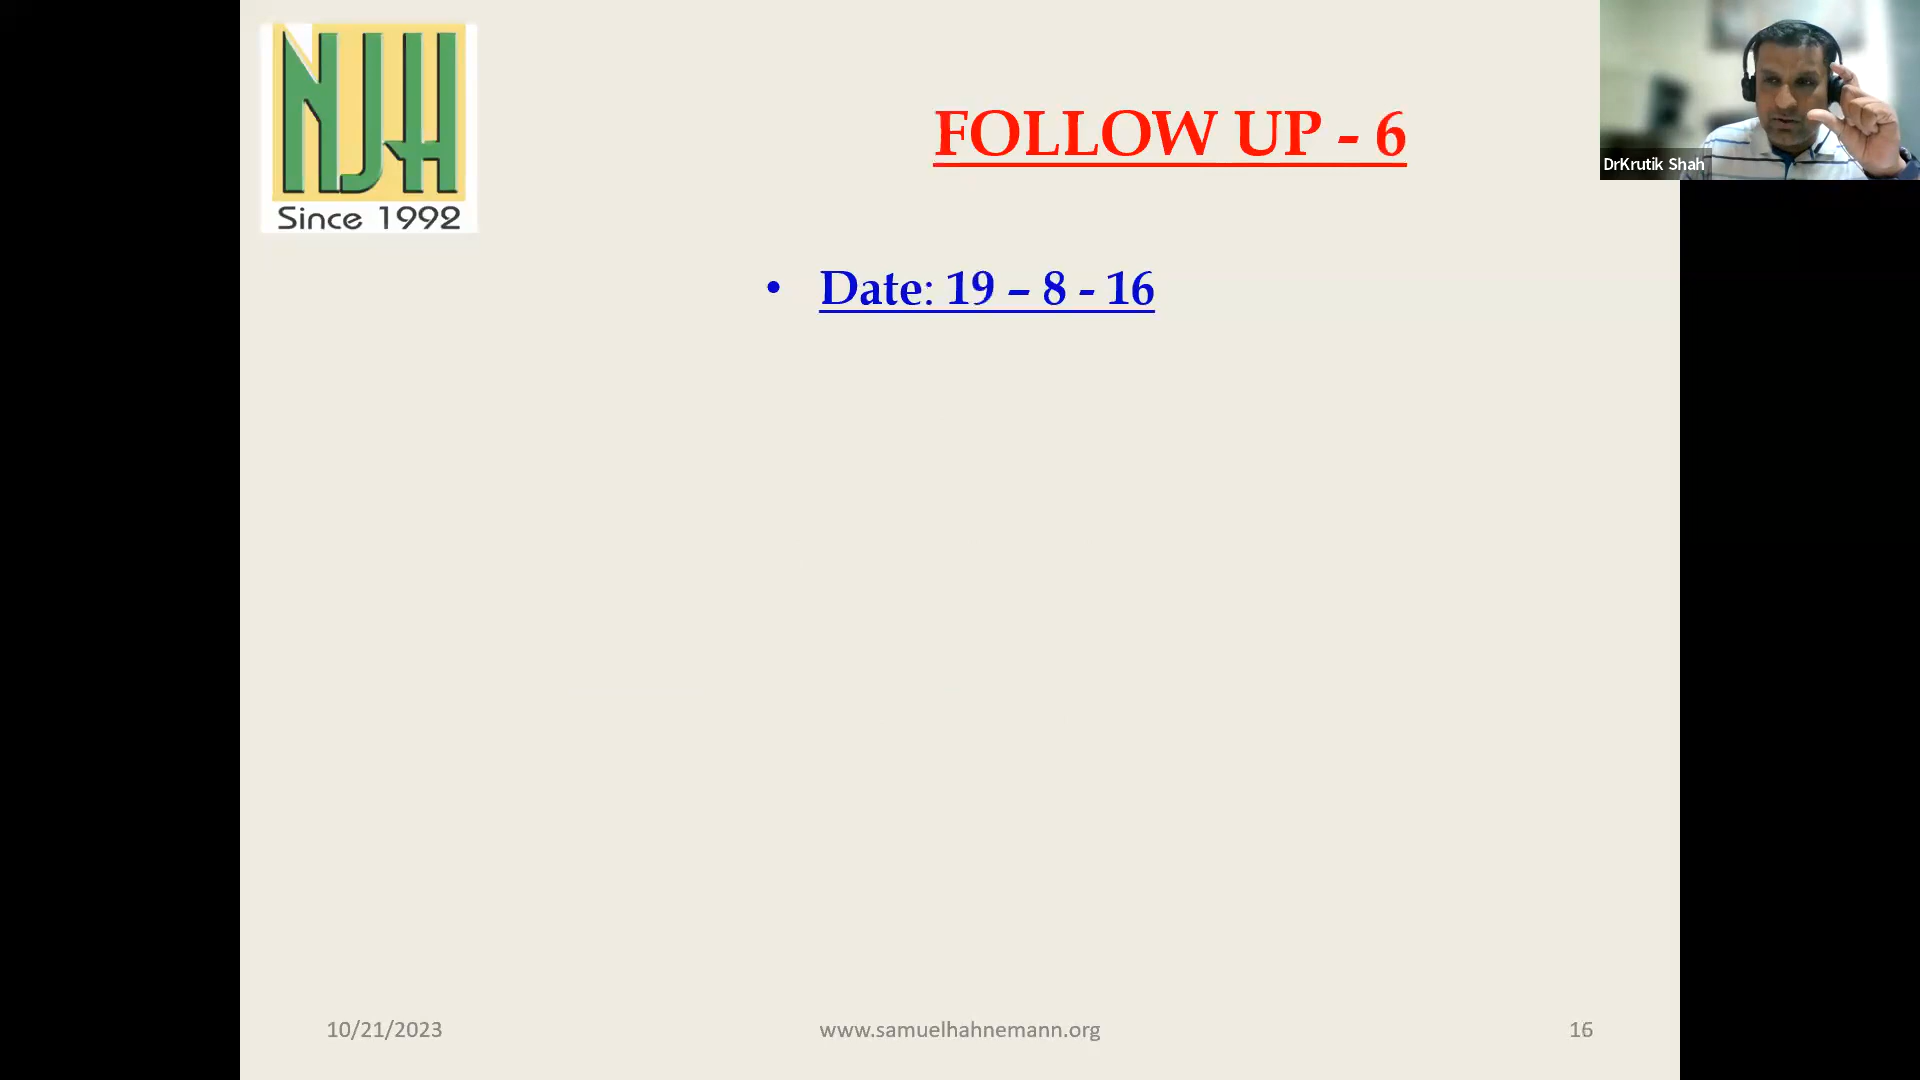 NJH
Since 1992
FOLLOW UP - 6
DrKrutik Shah
• Date: 19 – 8 - 16
10/21/2023
www.samuelhahnemann.org
16